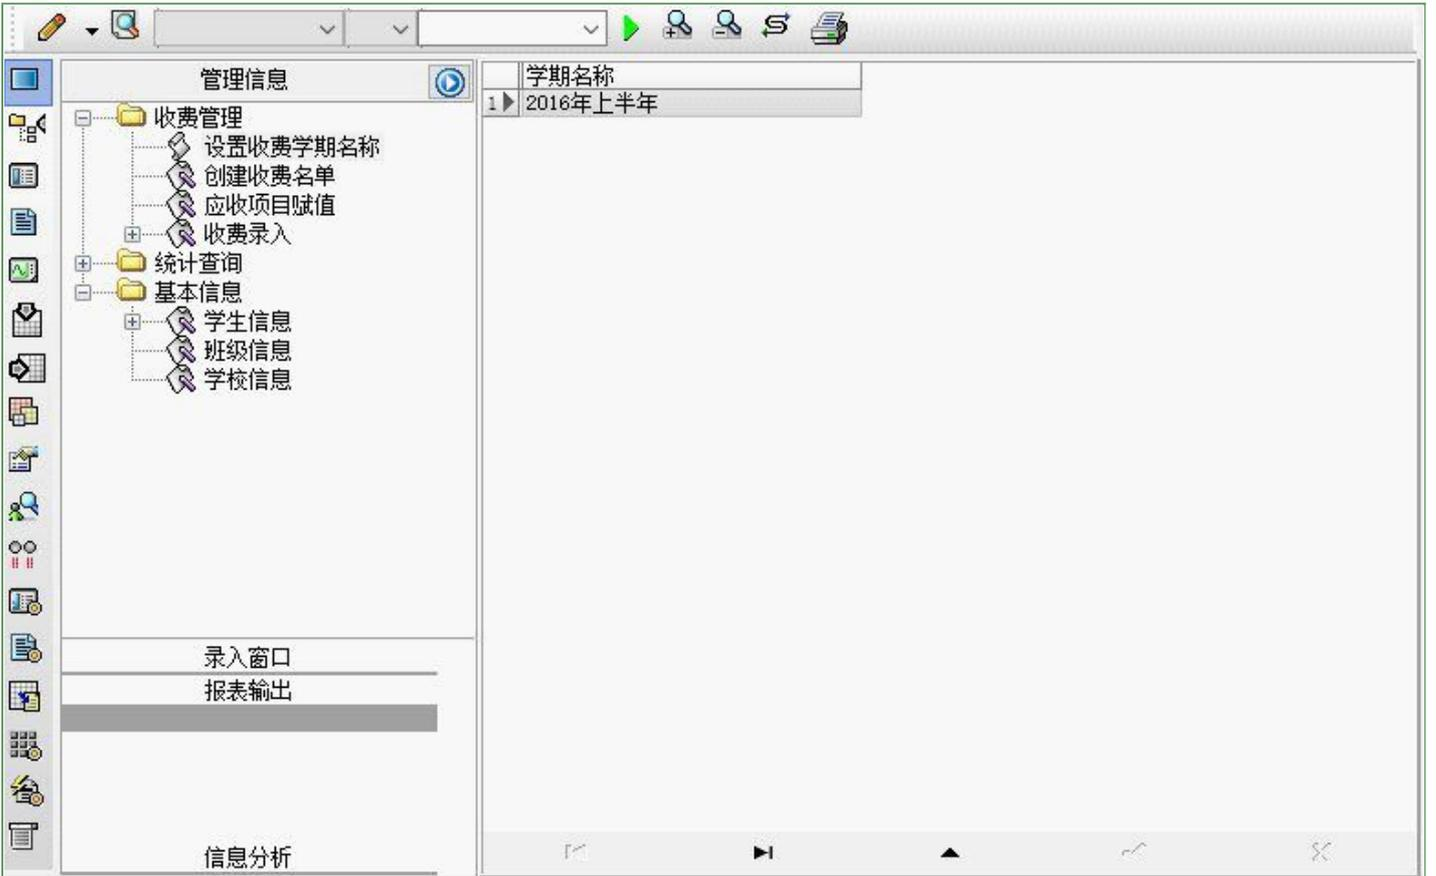 管理信息
收费管理
设置收费学期名称
创建收费名单
应收项目赋值
收费录入
统计查询
基本信息
学生信息
班级信息
学校信息
录入窗口
报表输出
信息分析
学期名称
1 2016年上半年